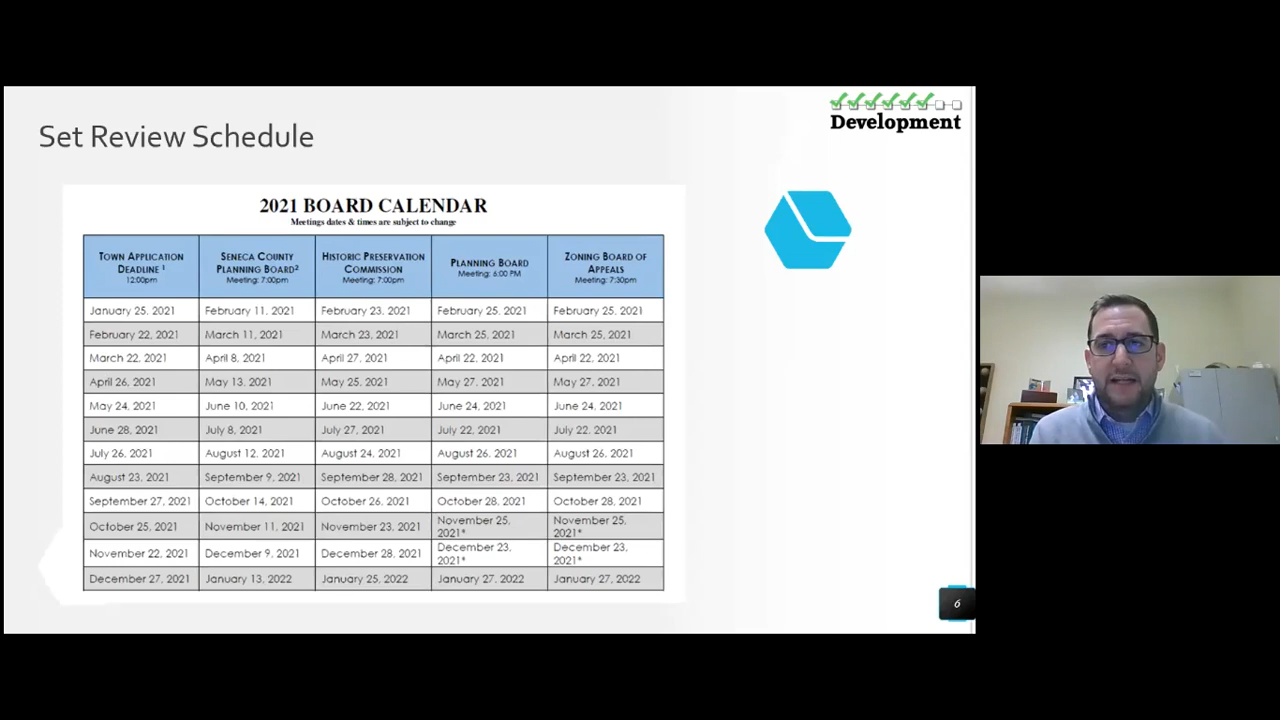 Development
Set Review Schedule
2021 BOARD CALENDAR
Meetings dates & times are subject to change
TOWN APPLICATION DEADLINE 1 12:00pm
SENECA COUNTY PLANNING BOARD2 Meeting: 7:00pm
HISTORIC PRESERVATION COMMISSION Meeting: 7:00pm
PLANNING BOARD Meeting: 6:00 PM
ZONING BOARD OF APPEALS Meeting: 7:30pm
January 25, 2021 February 11, 2021 February 23, 2021 February 25, 2021 February 25, 2021
February 22, 2021 March 11, 2021 March 23, 2021 March 25, 2021 March 25, 2021
March 22, 2021 April 8, 2021 April 27, 2021 April 22, 2021 April 22, 2021
April 26, 2021 May 13, 2021 May 25, 2021 May 27, 2021 May 27, 2021
May 24, 2021 June 10, 2021 June 22, 2021 June 24, 2021 June 24, 2021
June 28, 2021 July 8, 2021 July 27, 2021 July 22, 2021 July 22, 2021
July 26, 2021 August 12, 2021 August 24, 2021 August 26, 2021 August 26, 2021
August 23, 2021 September 9, 2021 September 28, 2021 September 23, 2021 September 23, 2021
September 27, 2021 October 14, 2021 October 26, 2021 October 28, 2021 October 28, 2021
October 25, 2021 November 11, 2021 November 23, 2021 November 25, 2021* November 25, 2021*
November 22, 2021 December 9, 2021 December 28, 2021 December 23, 2021* December 23, 2021*
December 27, 2021 January 13, 2022 January 25, 2022 January 27, 2022 January 27, 2022
6